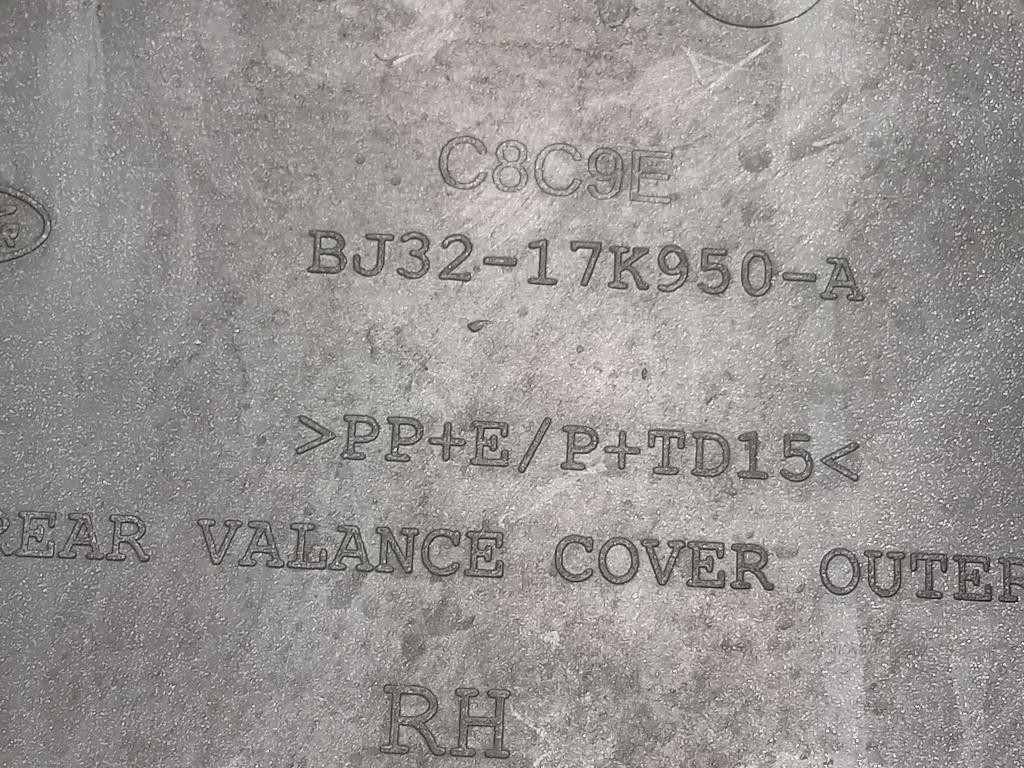 C8C9E
BJ32-17K950-A
>PP+E/P+TD15<
REAR VALANCE COVER OUTER
RH